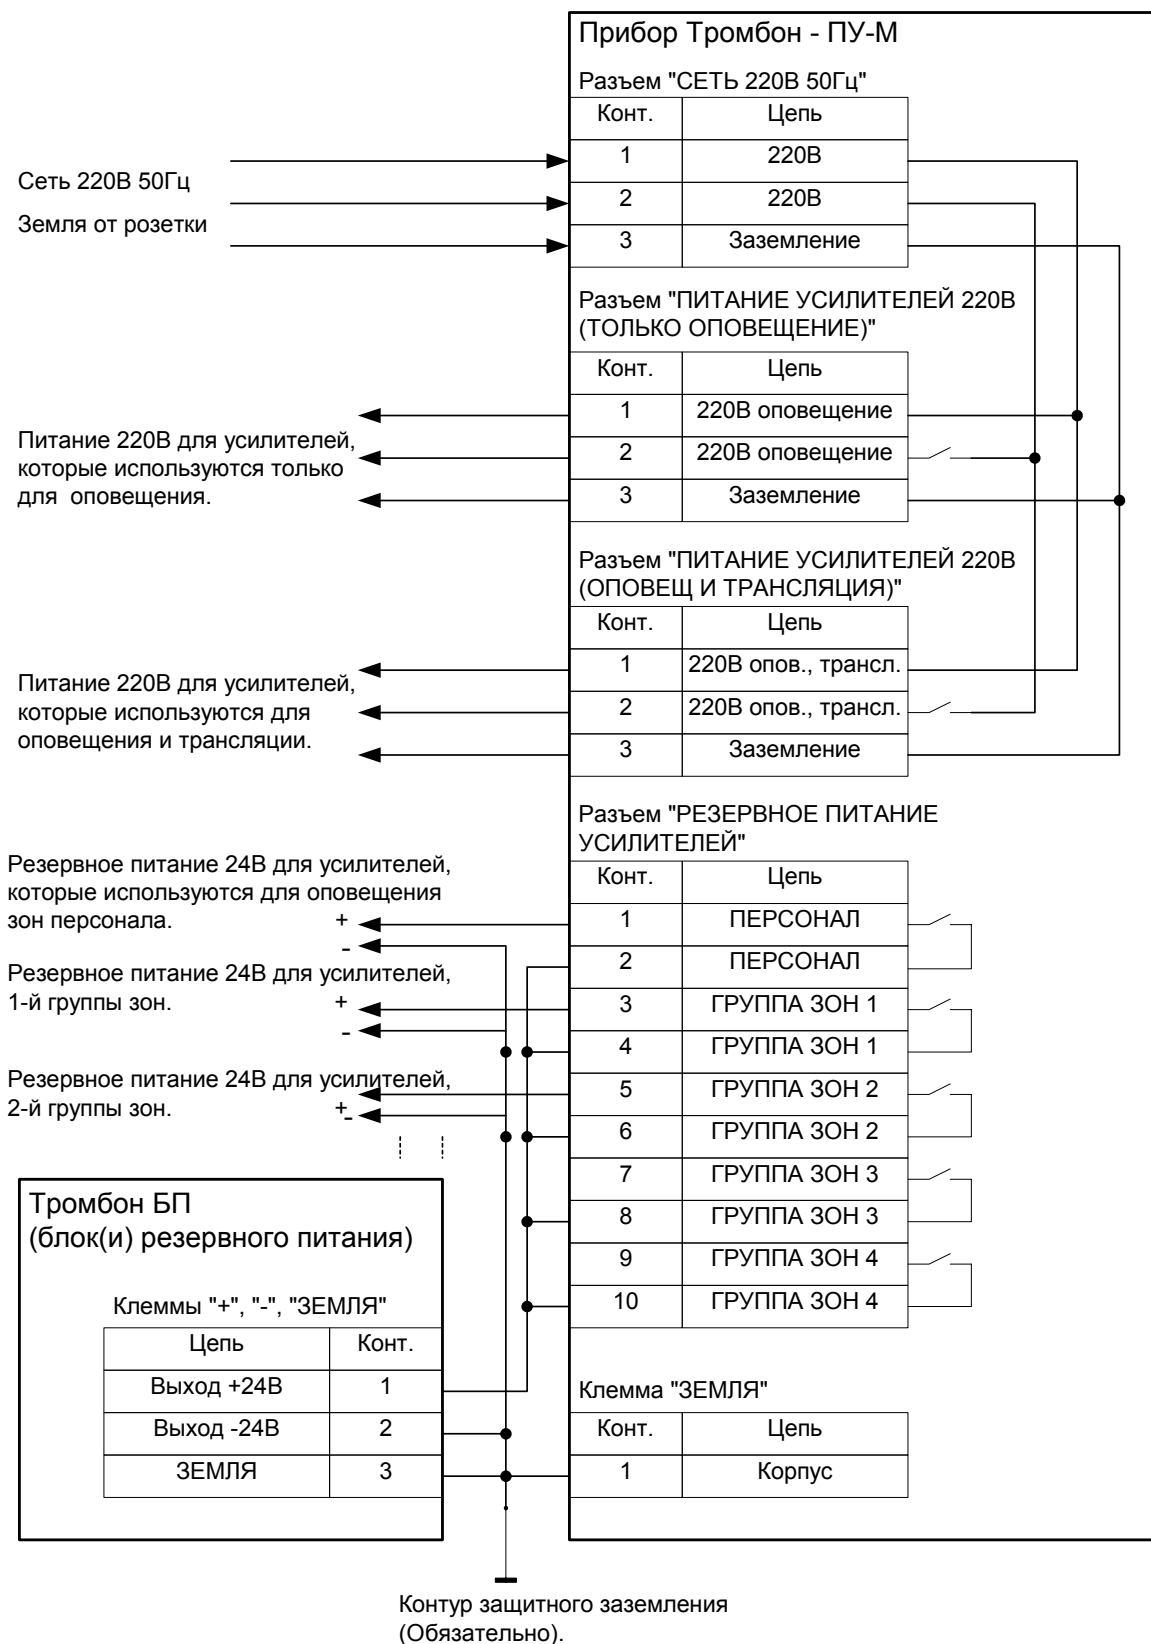 Прибор Тромбон - ПУ-М
Разъем "СЕТЬ 220В 50Гц"
Конт. Цепь
1 220В
2 220В
3 Заземление
Сеть 220В 50Гц
Земля от розетки
Разъем "ПИТАНИЕ УСИЛИТЕЛЕЙ 220В
(ТОЛЬКО ОПОВЕЩЕНИЕ)"
Конт. Цепь
1 220В оповещение
2 220В оповещение
3 Заземление
Питание 220В для усилителей,
которые используются только
для оповещения.
Разъем "ПИТАНИЕ УСИЛИТЕЛЕЙ 220В
(ОПОВЕЩ И ТРАНСЛЯЦИЯ)"
Конт. Цепь
1 220В опов., трансл.
2 220В опов., трансл.
3 Заземление
Питание 220В для усилителей,
которые используются для
оповещения и трансляции.
Разъем "РЕЗЕРВНОЕ ПИТАНИЕ
УСИЛИТЕЛЕЙ"
Конт. Цепь
1 ПЕРСОНАЛ
2 ПЕРСОНАЛ
3 ГРУППА ЗОН 1
4 ГРУППА ЗОН 1
5 ГРУППА ЗОН 2
6 ГРУППА ЗОН 2
7 ГРУППА ЗОН 3
8 ГРУППА ЗОН 3
9 ГРУППА ЗОН 4
10 ГРУППА ЗОН 4
Резервное питание 24В для усилителей,
которые используются для оповещения
зон персонала. +
-
Резервное питание 24В для усилителей,
1-й группы зон. +
-
Резервное питание 24В для усилителей,
2-й группы зон. +
-
Тромбон БП
(блок(и) резервного питания)
Клеммы "+", "-", "ЗЕМЛЯ"
Цепь Конт.
Выход +24В 1
Выход -24В 2
ЗЕМЛЯ 3
Клемма "ЗЕМЛЯ"
Конт. Цепь
1 Корпус
Контур защитного заземления
(Обязательно).